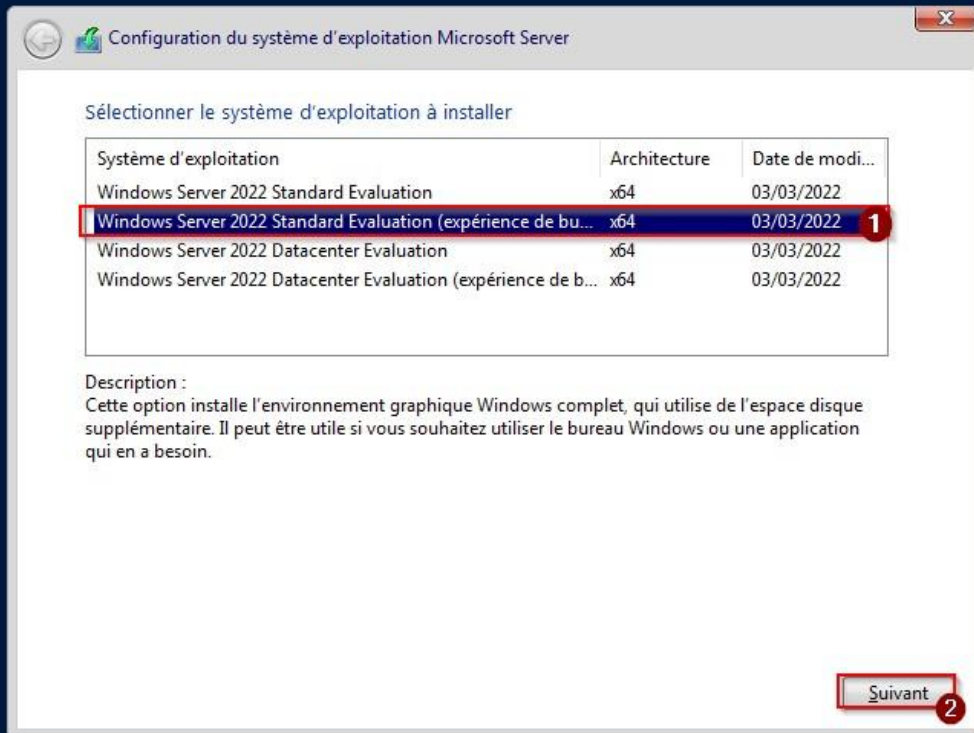 Configuration du système d'exploitation Microsoft Server
Sélectionner le système d'exploitation à installer
Système d'exploitation Architecture Date de modi...
Windows Server 2022 Standard Evaluation x64 03/03/2022
Windows Server 2022 Standard Evaluation (expérience de bu... x64 03/03/2022 1
Windows Server 2022 Datacenter Evaluation x64 03/03/2022
Windows Server 2022 Datacenter Evaluation (expérience de b... x64 03/03/2022
Description :
Cette option installe l'environnement graphique Windows complet, qui utilise de l'espace disque
supplémentaire. Il peut être utile si vous souhaitez utiliser le bureau Windows ou une application
qui en a besoin.
Suivant 2